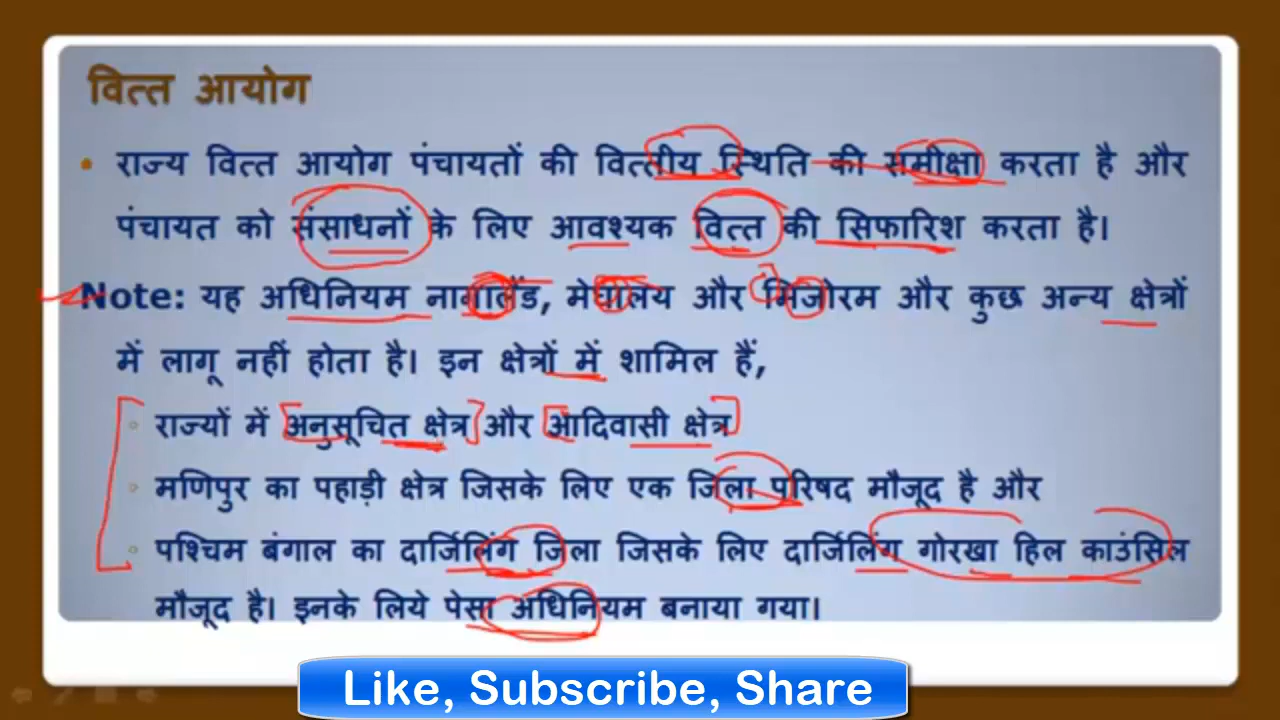 वित्त आयोग
राज्य वित्त आयोग पंचायतों की वित्तीय स्थिति की समीक्षा करता है और
पंचायत को संसाधनों के लिए आवश्यक वित्त की सिफारिश करता है।
Note: यह अधिनियम नागालैंड, मेघालय और मिजोरम और कुछ अन्य क्षेत्रों
में लागू नहीं होता है। इन क्षेत्रों में शामिल हैं,
राज्यों में अनुसूचित क्षेत्र और आदिवासी क्षेत्र
मणिपुर का पहाड़ी क्षेत्र जिसके लिए एक जिला परिषद मौजूद है और
पश्चिम बंगाल का दार्जिलिंग जिला जिसके लिए दार्जिलिंग गोरखा हिल काउंसिल
मौजूद है। इनके लिये पेसा अधिनियम बनाया गया।
Like, Subscribe, Share